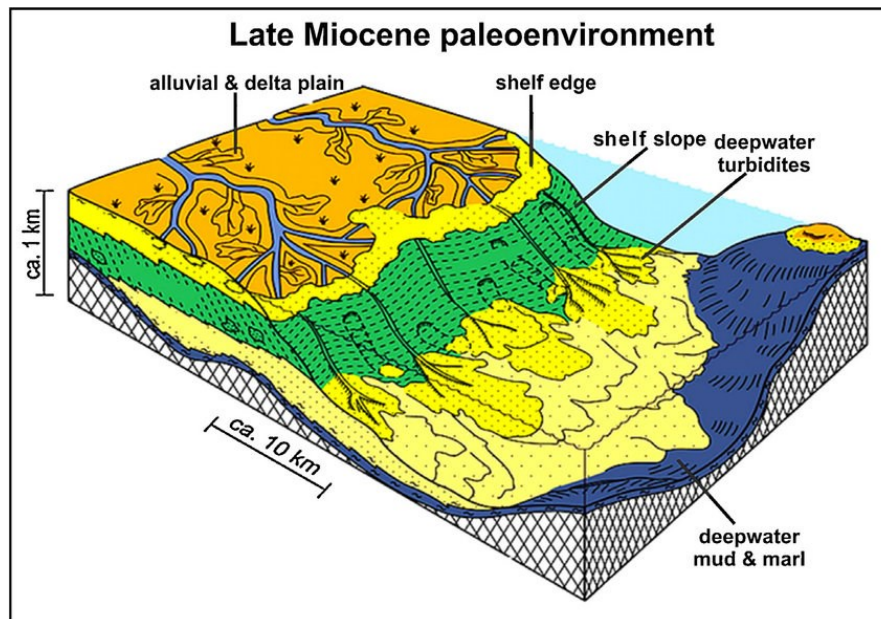 Late Miocene paleoenvironment
alluvial & delta plain
shelf edge
shelf slope
deepwater
turbidites
ca. 1 km
ca. 10 km
deepwater
mud & marl